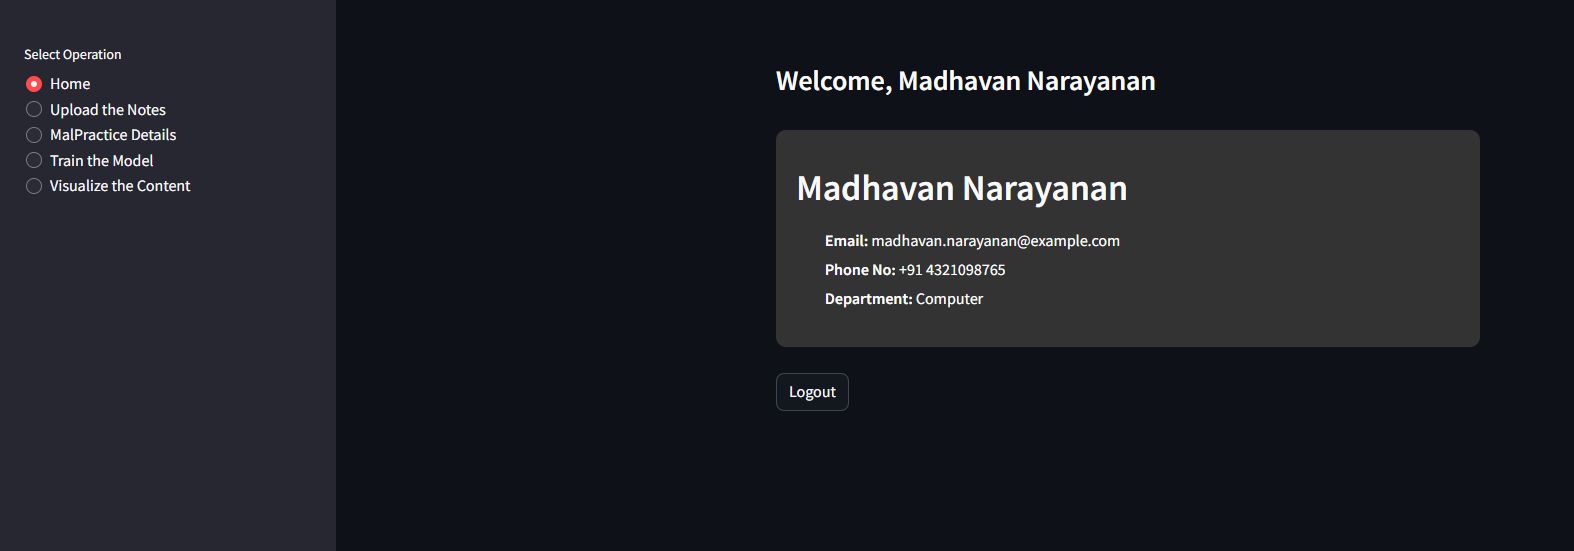 Select Operation
Home
Upload the Notes
MalPractice Details
Train the Model
Visualize the Content
Welcome, Madhavan Narayanan
Madhavan Narayanan
Email: madhavan.narayanan@example.com
Phone No: +91 4321098765
Department: Computer
Logout